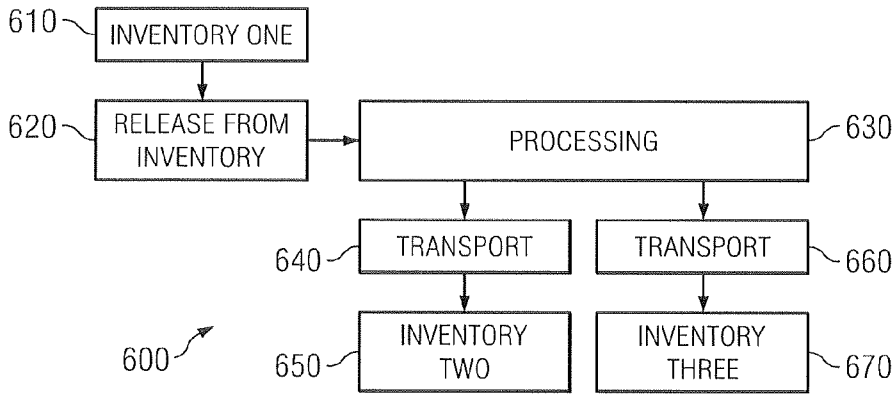 610
INVENTORY ONE
620
RELEASE FROM
INVENTORY
PROCESSING
630
640
TRANSPORT
TRANSPORT
660
600
650
INVENTORY
TWO
INVENTORY
THREE
670